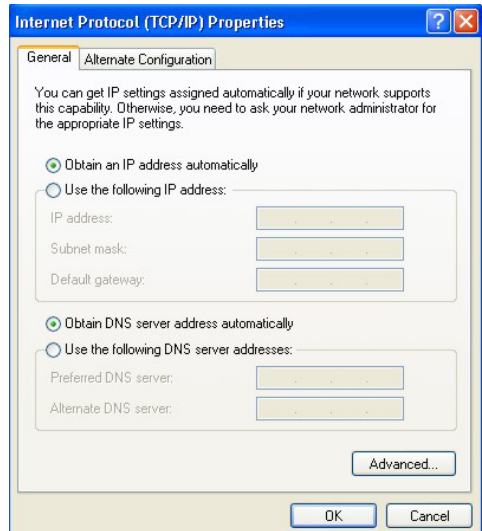 Internet Protocol (TCP/IP) Properties
General
Alternate Configuration
You can get IP settings assigned automatically if your network supports
this capability. Otherwise, you need to ask your network administrator for
the appropriate IP settings.
Obtain an IP address automatically
Use the following IP address:
IP address:
Subnet mask:
Default gateway:
Obtain DNS server address automatically
Use the following DNS server addresses:
Preferred DNS server:
Alternate DNS server:
Advanced...
OK
Cancel